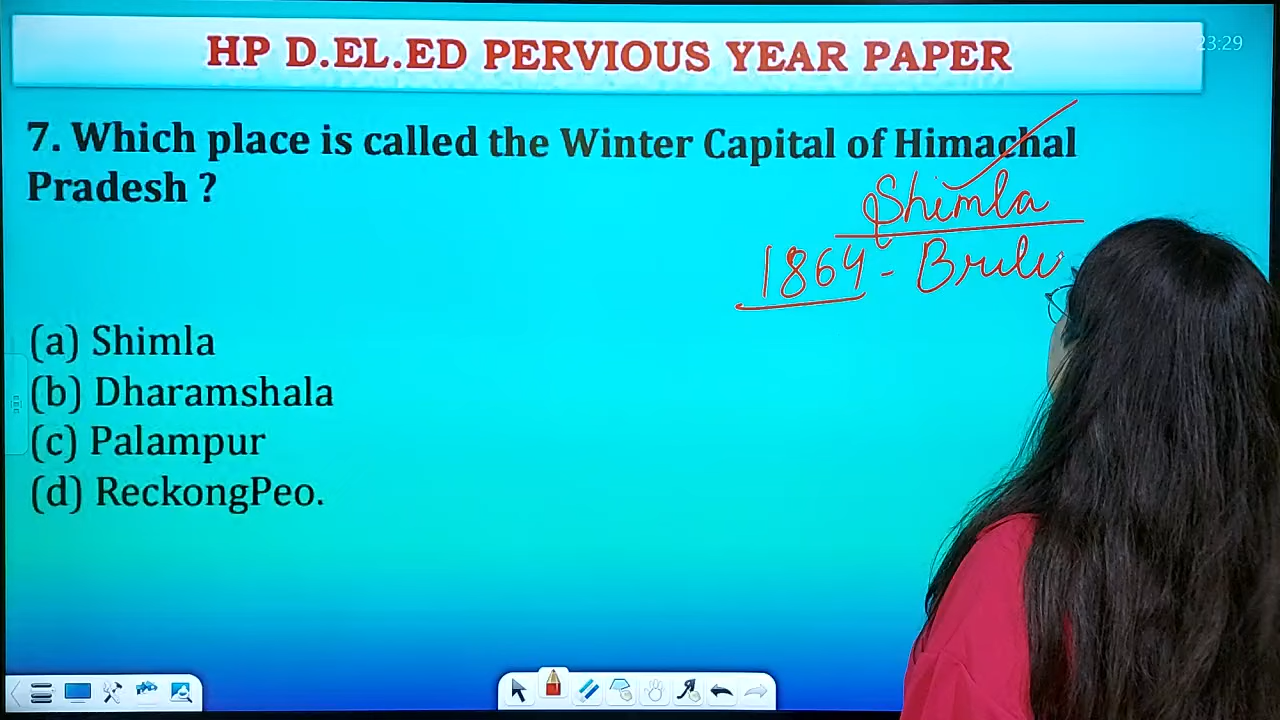 HP D.EL.ED PERVIOUS YEAR PAPER
23:29
7. Which place is called the Winter Capital of Himachal
Pradesh ?
Shimla
1864 -
(a) Shimla
(b) Dharamshala
(c) Palampur
(d) ReckongPeo.